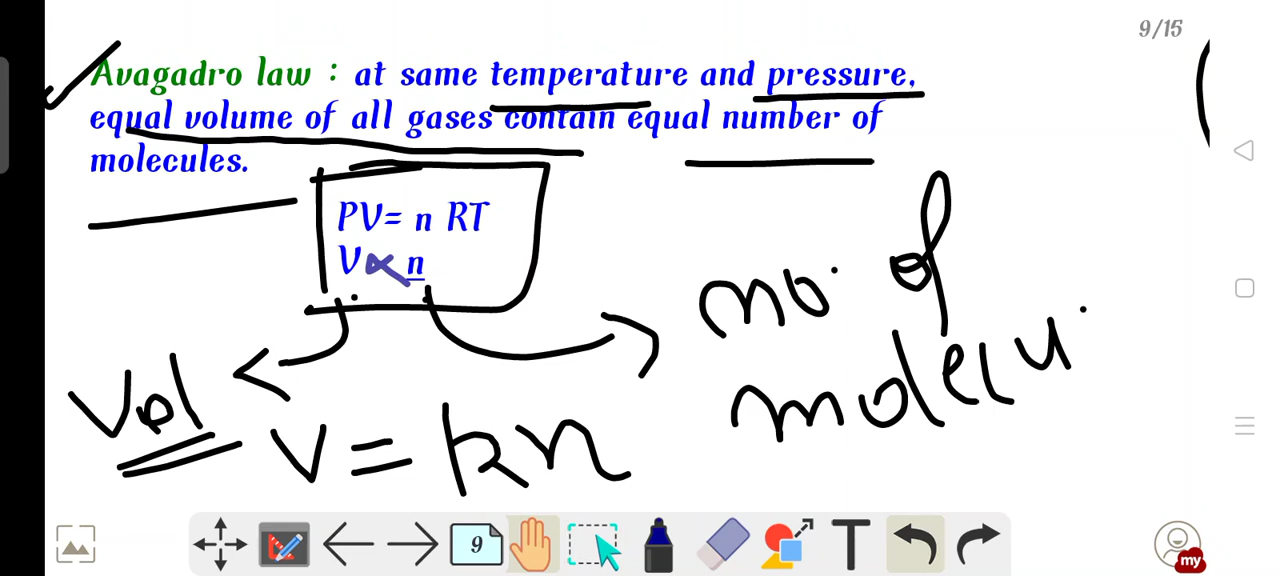 9/15
Avagadro law : at same temperature and pressure,
equal volume of all gases contain equal number of
molecules.
PV= n RT
V ∝ n
no. of
molecu.
Vol
V = kn
9
T
my